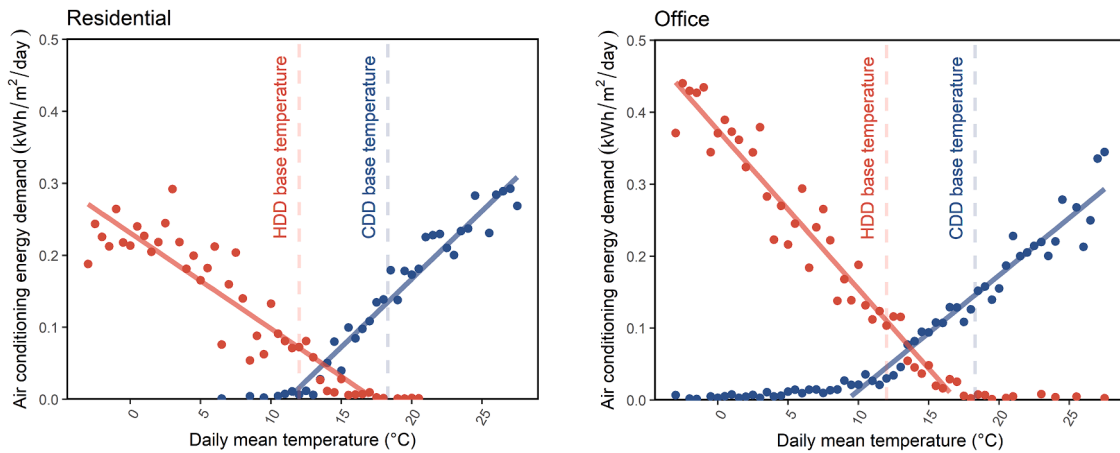 Residential
Air conditioning energy demand (kWh/m²/day)
0.5
0.4
0.3
0.2
0.1
0.0
HDD base temperature
CDD base temperature
0
5
10
15
20
25
Daily mean temperature (°C)
Office
Air conditioning energy demand (kWh/m²/day)
0.5
0.4
0.3
0.2
0.1
0.0
HDD base temperature
CDD base temperature
0
5
10
15
20
25
Daily mean temperature (°C)